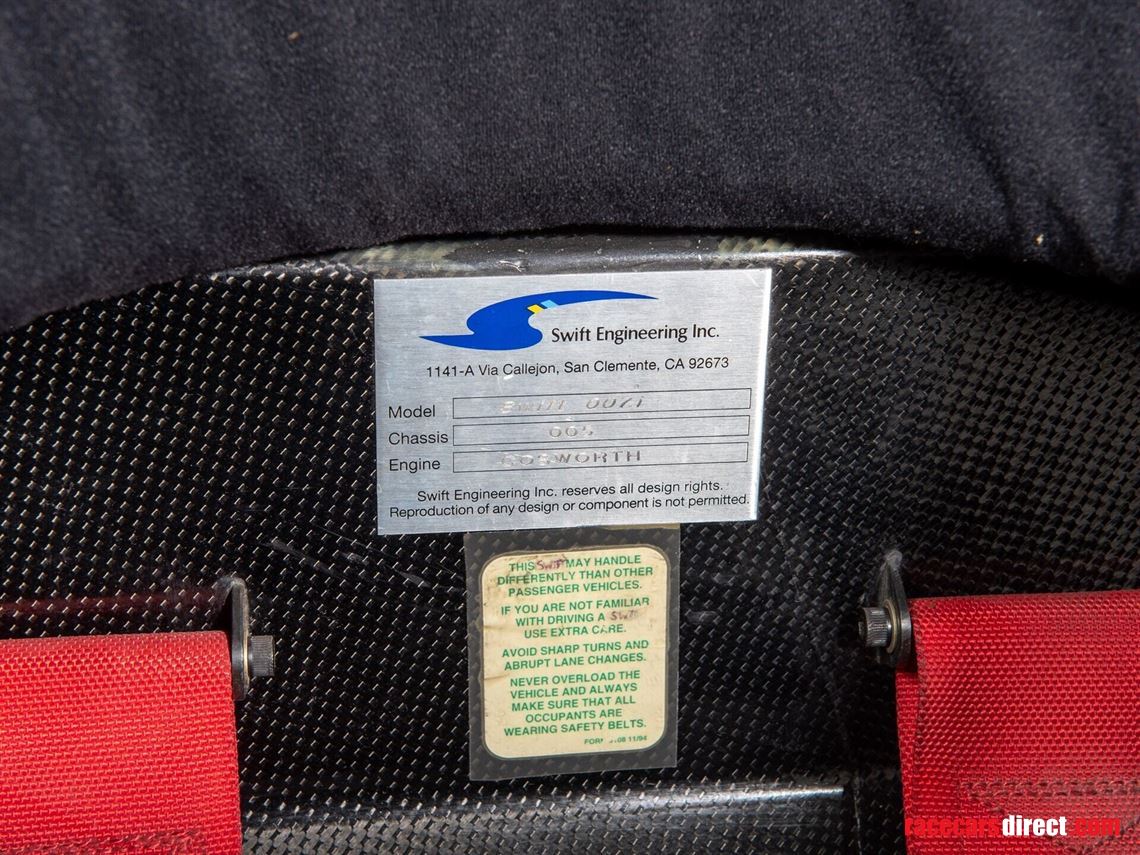 Swift Engineering Inc.
1141-A Via Callejon, San Clemente, CA 92673
Model Swift 007.i
Chassis 005
Engine COSWORTH
Swift Engineering Inc. reserves all design rights.
Reproduction of any design or component is not permitted.
THIS SWIFT MAY HANDLE
DIFFERENTLY THAN OTHER
PASSENGER VEHICLES.
IF YOU ARE NOT FAMILIAR
WITH DRIVING A SWIFT
USE EXTRA CARE.
AVOID SHARP TURNS AND
ABRUPT LANE CHANGES.
NEVER OVERLOAD THE
VEHICLE AND ALWAYS
MAKE SURE THAT ALL
OCCUPANTS ARE
WEARING SAFETY BELTS.
FORM 11/94
racecarsdirect.com